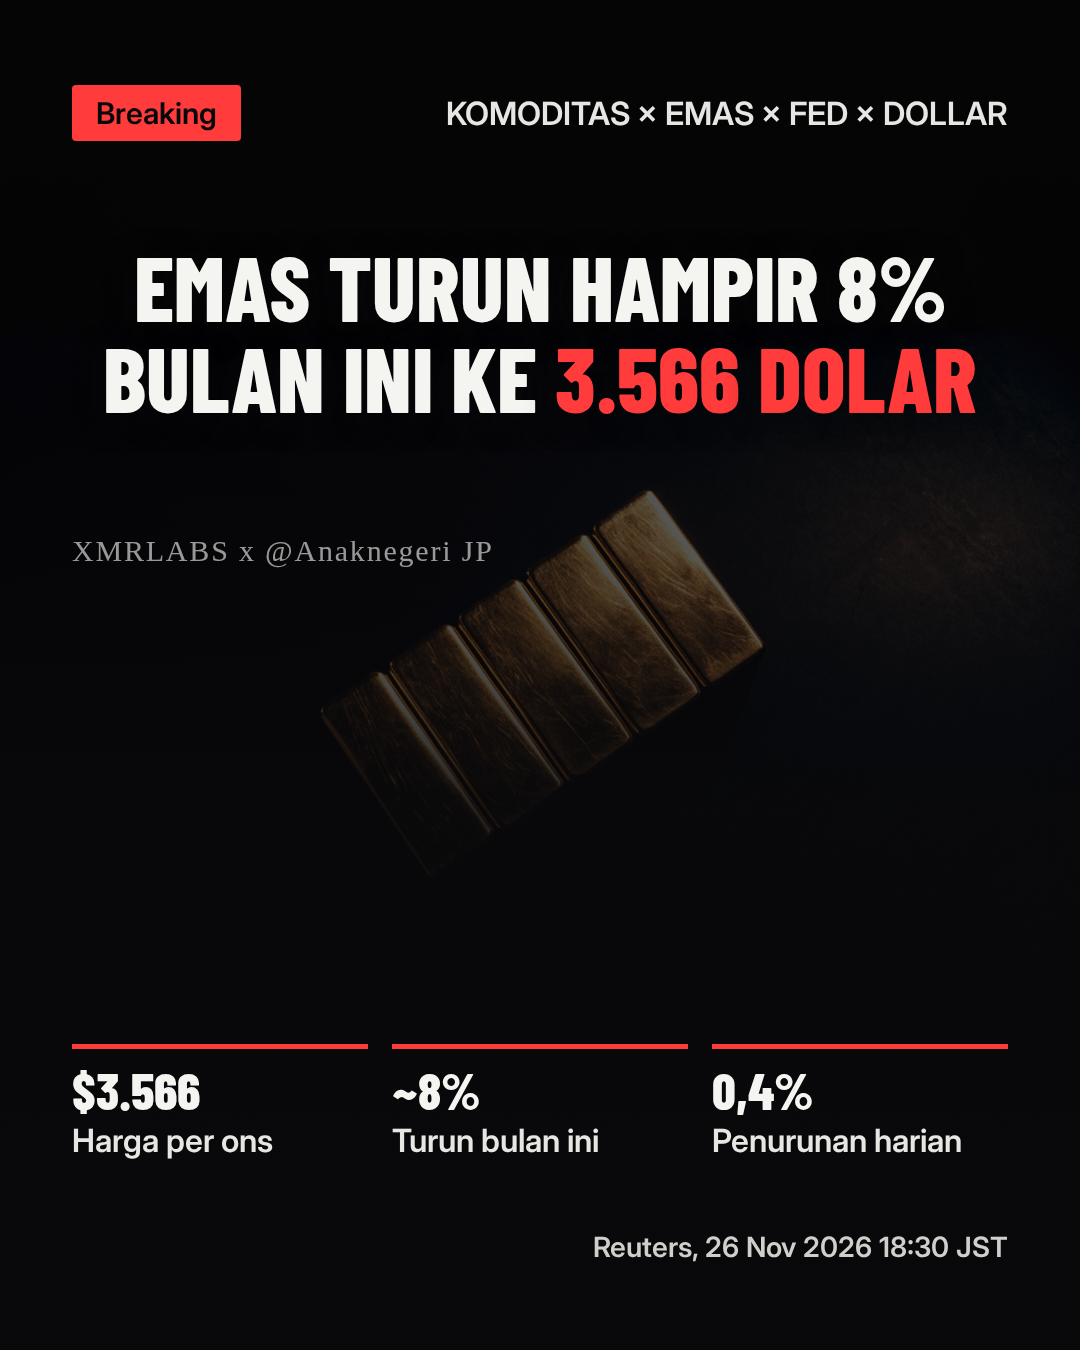 Breaking
KOMODITAS × EMAS × FED × DOLLAR
EMAS TURUN HAMPIR 8%
BULAN INI KE 3.566 DOLAR
XMRLABS x @Anaknegeri JP
$3.566
Harga per ons
~8%
Turun bulan ini
0,4%
Penurunan harian
Reuters, 26 Nov 2026 18:30 JST